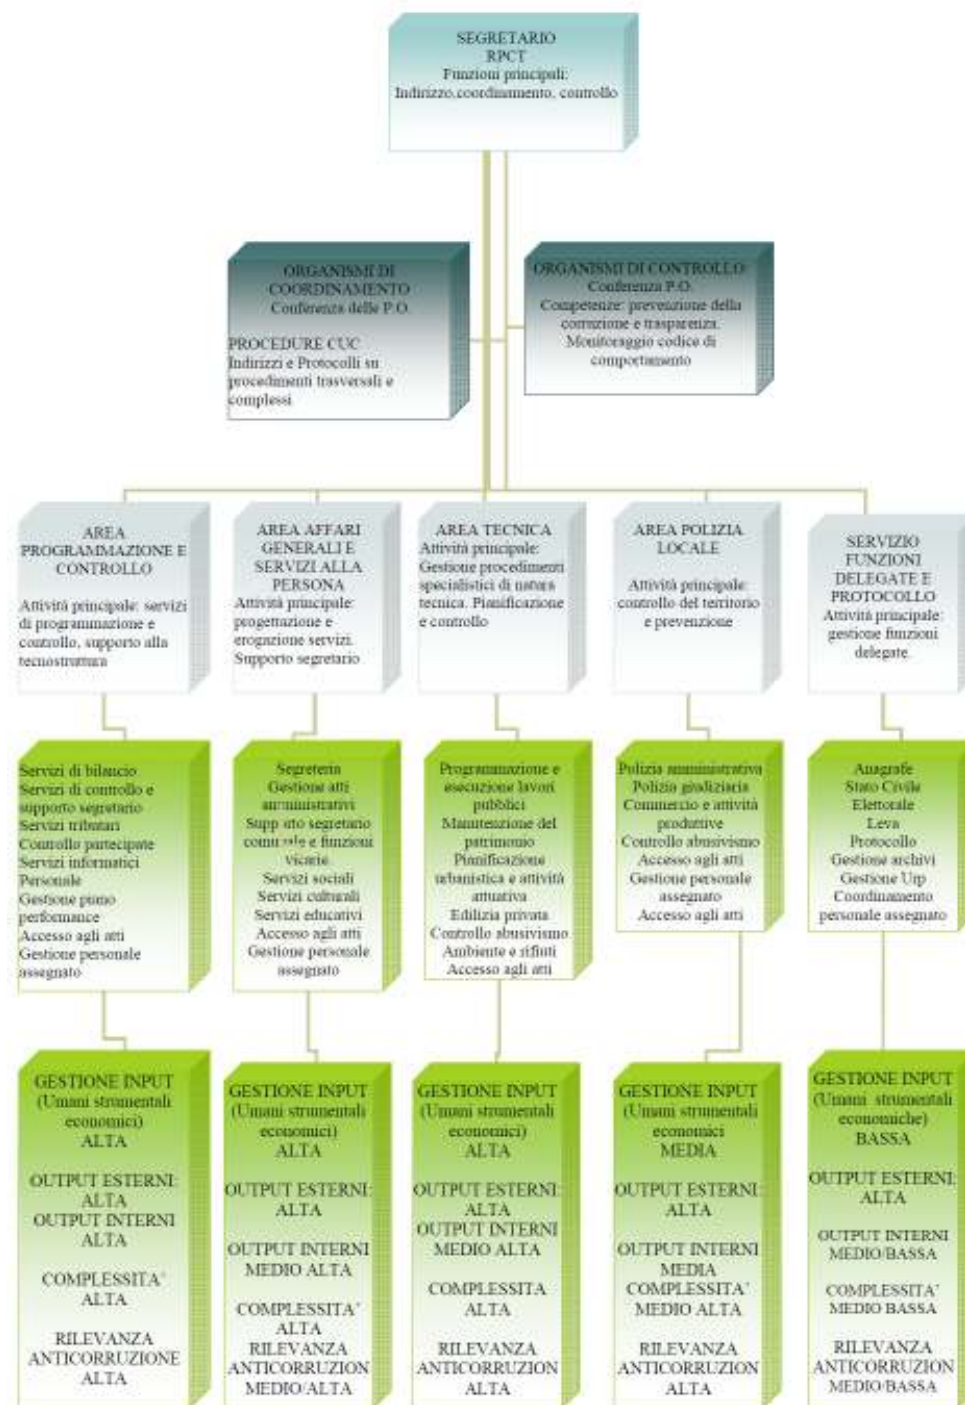 SEGRETARIO
RPCT
Funzioni principali:
Indirizzo,coordinamento, controllo
ORGANISMI DI
COORDINAMENTO
Conferenza delle P.O.
PROCEDURE CUC
Indirizzi e Protocolli su
procedimenti trasversali e
complessi
ORGANISMI DI CONTROLLO:
Conferenza P.O.
Competenze: prevenzione della
corruzione e trasparenza.
Monitoraggio codice di
comportamento
AREA
PROGRAMMAZIONE E
CONTROLLO
Attività principale: servizi
di programmazione e
controllo, supporto alla
tecnostruttura
AREA AFFARI
GENERALI E
SERVIZI ALLA
PERSONA
Attività principale:
progettazione e
erogazione servizi.
Supporto segretario
AREA TECNICA
Attività principale:
Gestione procedimenti
specialistici di natura
tecnica. Pianificazione
e controllo
AREA POLIZIA
LOCALE
Attività principale:
controllo del territorio
e prevenzione
SERVIZIO
FUNZIONI
DELEGATE E
PROTOCOLLO
Attività principale:
gestione funzioni
delegate.
Servizi di bilancio
Servizi di controllo e
supporto segretario
Servizi tributari
Controllo partecipate
Servizi informatici
Personale
Gestione piano
performance
Accesso agli atti
Gestione personale
assegnato
Segreteria
Gestione atti
amministrativi
Supporto segretario
comunale e funzioni
vicarie
Servizi sociali
Servizi culturali
Servizi educativi
Accesso agli atti
Gestione personale
assegnato
Programmazione e
esecuzione lavori
pubblici
Manutenzione del
patrimonio
Pianificazione
urbanistica e attività
attuativa
Edilizia privata
Controllo abusivismo
Ambiente e rifiuti
Accesso agli atti
Polizia amministrativa
Polizia giudiziaria
Commercio e attività
produttive
Controllo abusivismo
Accesso agli atti
Gestione personale
assegnato
Accesso agli atti
Anagrafe
Stato Civile
Elettorale
Leva
Protocollo
Gestione archivi
Gestione Urp
Coordinamento
personale assegnato
GESTIONE INPUT
(Umani strumentali
economici)
ALTA
OUTPUT ESTERNI:
ALTA
OUTPUT INTERNI
ALTA
COMPLESSITA'
ALTA
RILEVANZA
ANTICORRUZIONE
ALTA
GESTIONE INPUT
(Umani strumentali
economici)
ALTA
OUTPUT ESTERNI:
ALTA
OUTPUT INTERNI
MEDIO ALTA
COMPLESSITA'
ALTA
RILEVANZA
ANTICORRUZION
MEDIO/ALTA
GESTIONE INPUT
(Umani strumentali
economici)
ALTA
OUTPUT ESTERNI:
ALTA
OUTPUT INTERNI
MEDIO ALTA
COMPLESSITA
ALTA
RILEVANZA
ANTICORRUZION
ALTA
GESTIONE INPUT
(Umani strumentali
economici
MEDIA
OUTPUT ESTERNI:
ALTA
OUTPUT INTERNI
MEDIA
COMPLESSITA'
MEDIO ALTA
RILEVANZA
ANTICORRUZION
ALTA
GESTIONE INPUT
(Umani strumentali
economiche)
BASSA
OUTPUT ESTERNI:
ALTA
OUTPUT INTERNI
MEDIO/BASSA
COMPLESSITA'
MEDIO BASSA
RILEVANZA
ANTICORRUZION
MEDIO/BASSA